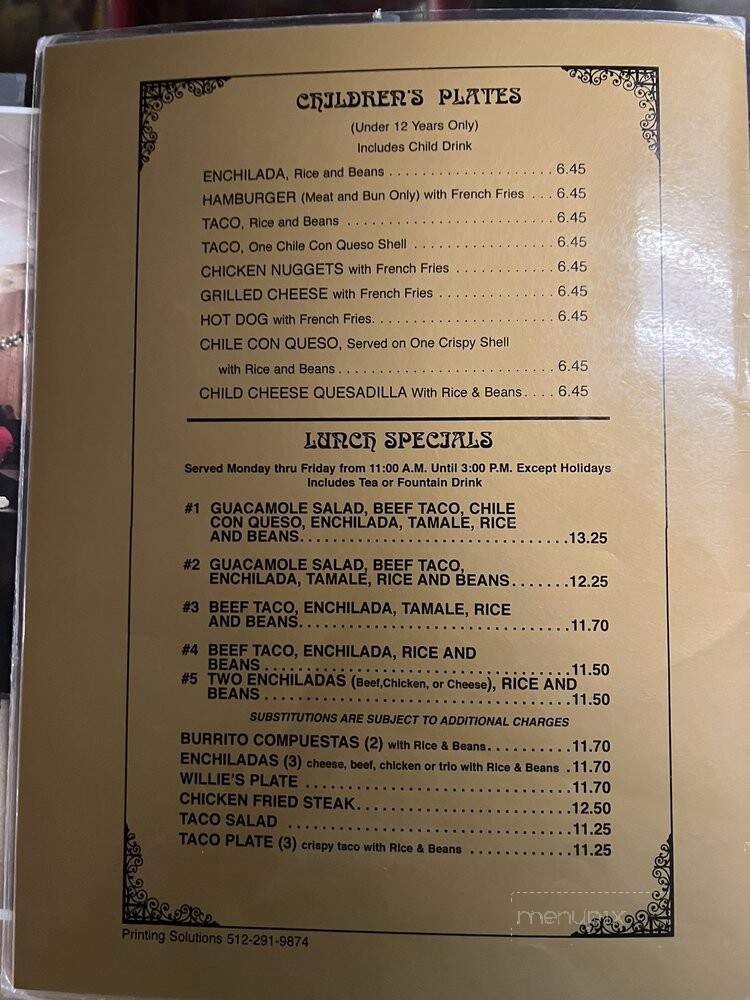 CHILDREN'S PLATES
(Under 12 Years Only)
Includes Child Drink
ENCHILADA, Rice and Beans . . . . . . . . . . . . . . . . . . . . . 6.45
HAMBURGER (Meat and Bun Only) with French Fries . . . 6.45
TACO, Rice and Beans . . . . . . . . . . . . . . . . . . . . . . . . . . 6.45
TACO, One Chile Con Queso Shell . . . . . . . . . . . . . . . . . 6.45
CHICKEN NUGGETS with French Fries . . . . . . . . . . . . 6.45
GRILLED CHEESE with French Fries . . . . . . . . . . . . . . 6.45
HOT DOG with French Fries. . . . . . . . . . . . . . . . . . . . . . 6.45
CHILE CON QUESO, Served on One Crispy Shell
with Rice and Beans . . . . . . . . . . . . . . . . . . . . . . . . . . 6.45
CHILD CHEESE QUESADILLA With Rice & Beans. . . . 6.45
LUNCH SPECIALS
Served Monday thru Friday from 11:00 A.M. Until 3:00 P.M. Except Holidays
Includes Tea or Fountain Drink
#1 GUACAMOLE SALAD, BEEF TACO, CHILE
CON QUESO, ENCHILADA, TAMALE, RICE
AND BEANS. . . . . . . . . . . . . . . . . . . . . . . . . . . . . . . .13.25
#2 GUACAMOLE SALAD, BEEF TACO,
ENCHILADA, TAMALE, RICE AND BEANS . . . . . . .12.25
#3 BEEF TACO, ENCHILADA, TAMALE, RICE
AND BEANS. . . . . . . . . . . . . . . . . . . . . . . . . . . . . . . .11.70
#4 BEEF TACO, ENCHILADA, RICE AND
BEANS . . . . . . . . . . . . . . . . . . . . . . . . . . . . . . . . . . . .11.50
#5 TWO ENCHILADAS (Beef,Chicken, or Cheese), RICE AND
BEANS . . . . . . . . . . . . . . . . . . . . . . . . . . . . . . . . . . . .11.50
SUBSTITUTIONS ARE SUBJECT TO ADDITIONAL CHARGES
BURRITO COMPUESTAS (2) with Rice & Beans. . . . . . . . . .11.70
ENCHILADAS (3) cheese, beef, chicken or trio with Rice & Beans .11.70
WILLIE'S PLATE . . . . . . . . . . . . . . . . . . . . . . . . . . . . . . .11.70
CHICKEN FRIED STEAK. . . . . . . . . . . . . . . . . . . . . . . . .12.50
TACO SALAD . . . . . . . . . . . . . . . . . . . . . . . . . . . . . . . . .11.25
TACO PLATE (3) crispy taco with Rice & Beans . . . . . . . . . . . .11.25
menupix
Printing Solutions 512-291-9874